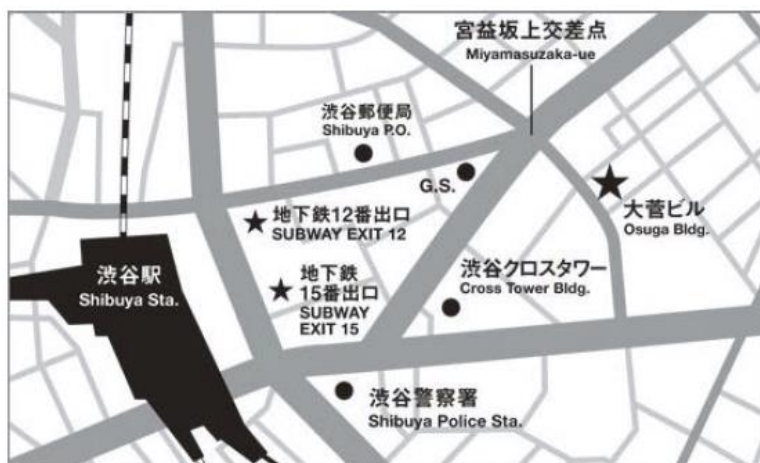 宮益坂上交差点
Miyamasuzaka-ue
渋谷郵便局
Shibuya P.O.
G.S.
地下鉄12番出口
SUBWAY EXIT 12
大菅ビル
Osuga Bldg.
渋谷駅
Shibuya Sta.
地下鉄
15番出口
SUBWAY
EXIT 15
渋谷クロスタワー
Cross Tower Bldg.
渋谷警察署
Shibuya Police Sta.